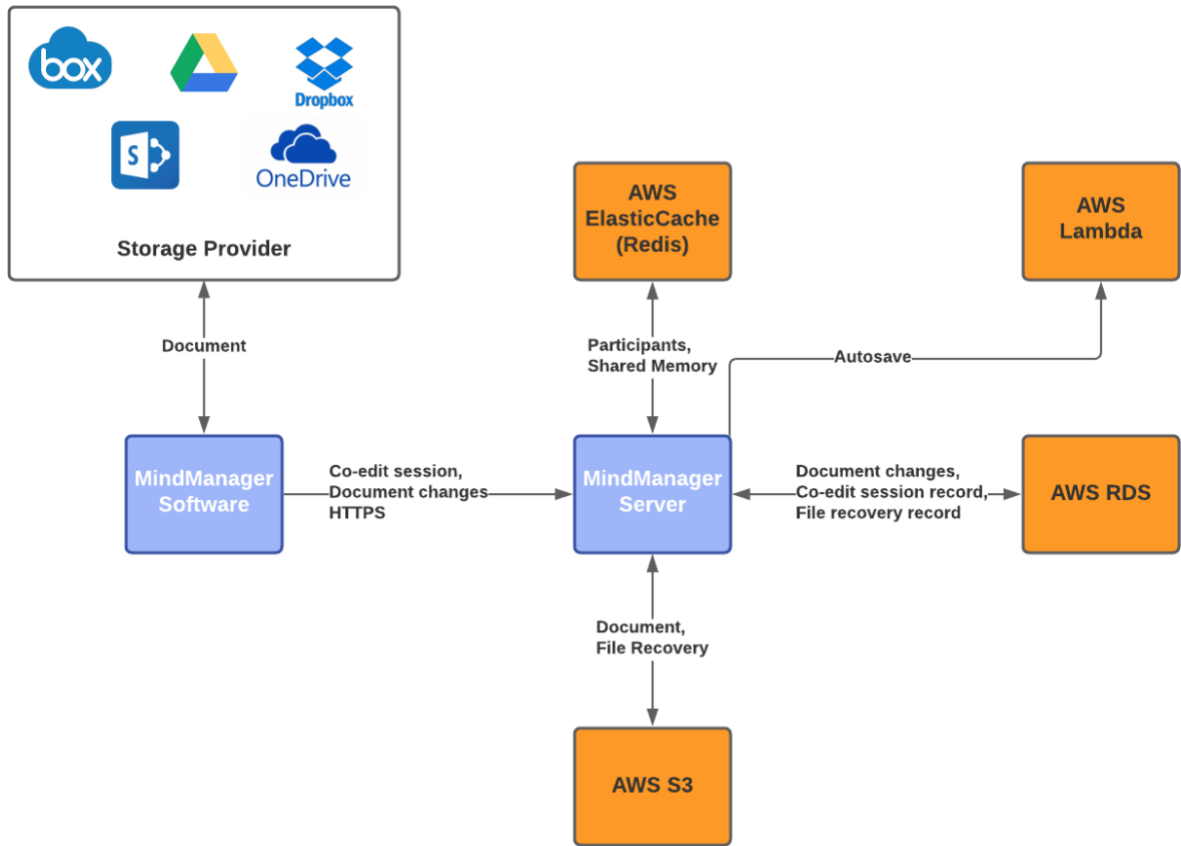 box
Dropbox
S
OneDrive
Storage Provider
AWS
ElasticCache
(Redis)
AWS
Lambda
Document
Participants,
Shared Memory
Autosave
MindManager
Software
Co-edit session,
Document changes
HTTPS
MindManager
Server
Document changes,
Co-edit session record,
File recovery record
AWS RDS
Document,
File Recovery
AWS S3